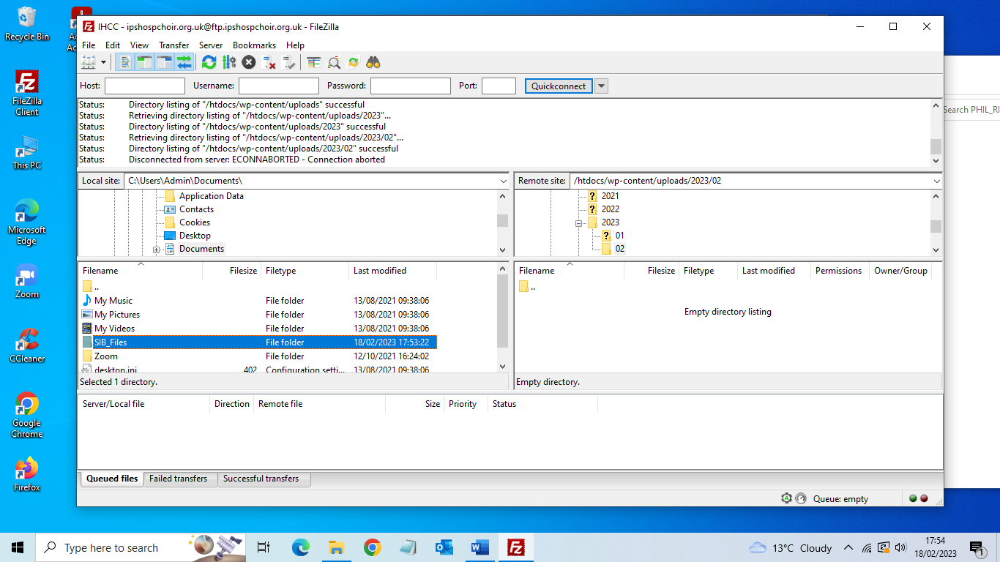 Recycle Bin
FileZilla Client
This PC
Microsoft Edge
Zoom
CCleaner
Google Chrome
Firefox
IHCC - ipshospchoir.org.uk@ftp.ipshospchoir.org.uk - FileZilla
File Edit View Transfer Server Bookmarks Help
Host: Username: Password: Port: Quickconnect
Status: Directory listing of "/htdocs/wp-content/uploads" successful
Status: Retrieving directory listing of "/htdocs/wp-content/uploads/2023"...
Status: Directory listing of "/htdocs/wp-content/uploads/2023" successful
Status: Retrieving directory listing of "/htdocs/wp-content/uploads/2023/02"...
Status: Directory listing of "/htdocs/wp-content/uploads/2023/02" successful
Status: Disconnected from server: ECONNABORTED - Connection aborted
Local site: C:\Users\Admin\Documents\
Application Data
Contacts
Cookies
Desktop
Documents
Remote site: /htdocs/wp-content/uploads/2023/02
? 2021
? 2022
2023
? 01
02
Filename Filesize Filetype Last modified
..
My Music File folder 13/08/2021 09:38:06
My Pictures File folder 13/08/2021 09:38:06
My Videos File folder 13/08/2021 09:38:06
SIB_Files File folder 18/02/2023 17:53:22
Zoom File folder 12/10/2021 16:24:02
desktop.ini 402 Configuration setti... 13/08/2021 09:38:06
Selected 1 directory.
Filename Filesize Filetype Last modified Permissions Owner/Group
..
Empty directory listing
Empty directory.
Server/Local file Direction Remote file Size Priority Status
Queued files Failed transfers Successful transfers
Queue: empty
Search PHIL_RI
Type here to search
13°C Cloudy
17:54
18/02/2023
1